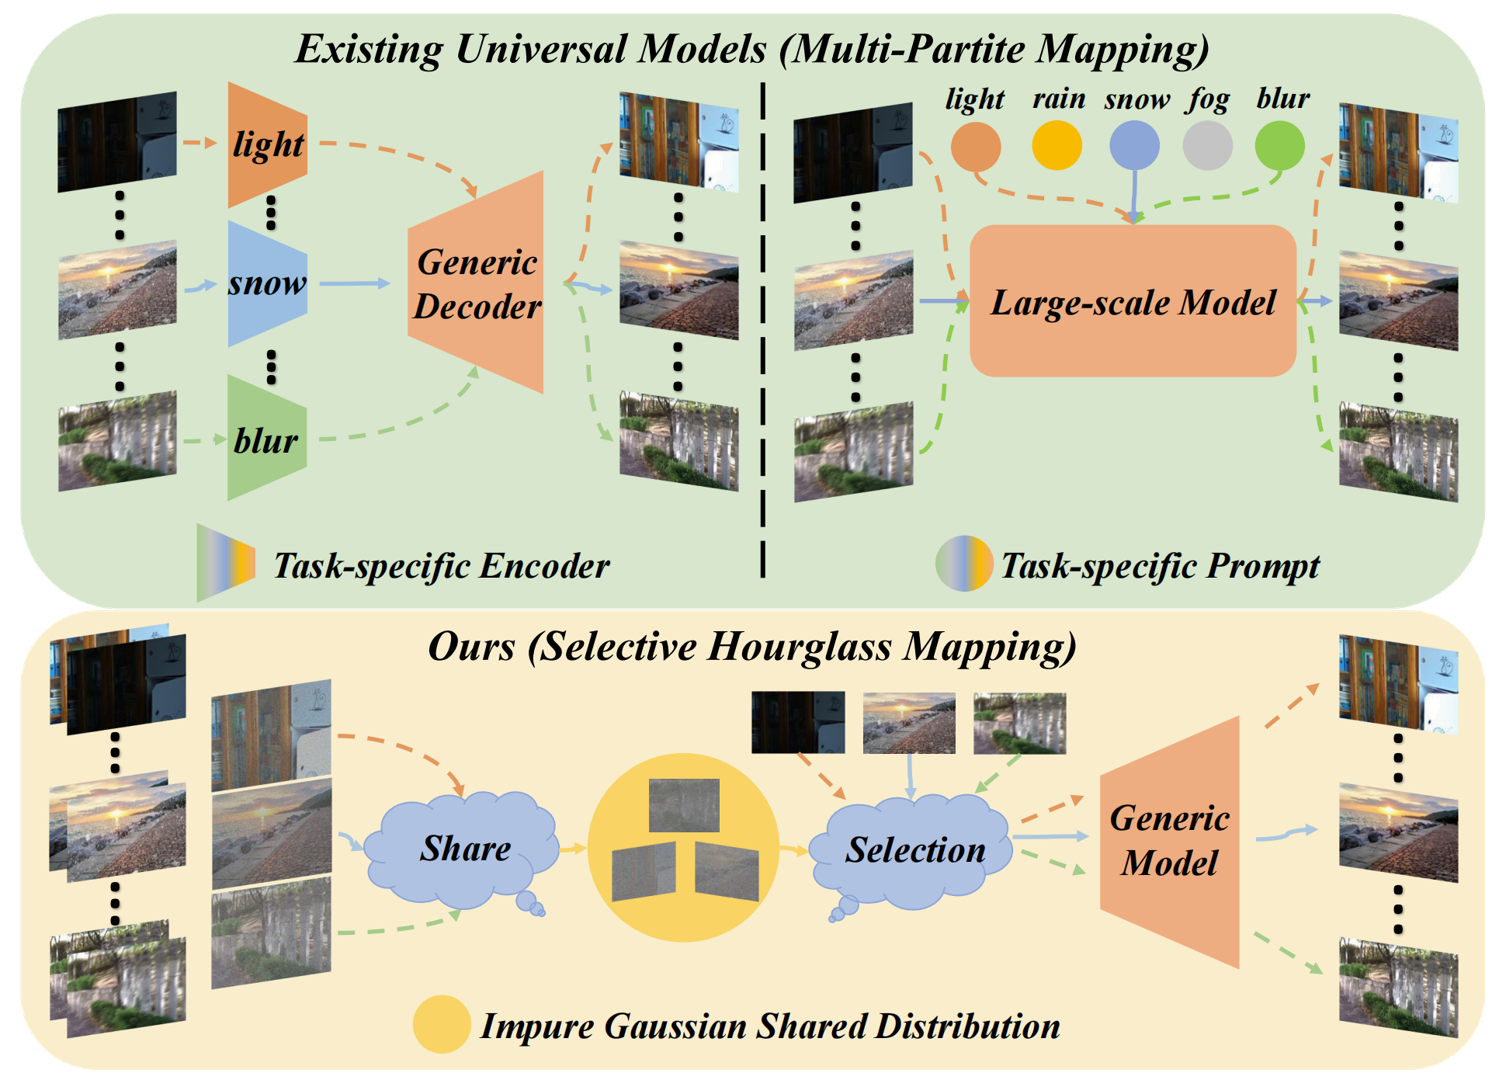 Existing Universal Models (Multi-Partite Mapping)
light
snow
blur
Generic
Decoder
Task-specific Encoder
light rain snow fog blur
Large-scale Model
Task-specific Prompt
Ours (Selective Hourglass Mapping)
Share
Selection
Generic
Model
Impure Gaussian Shared Distribution